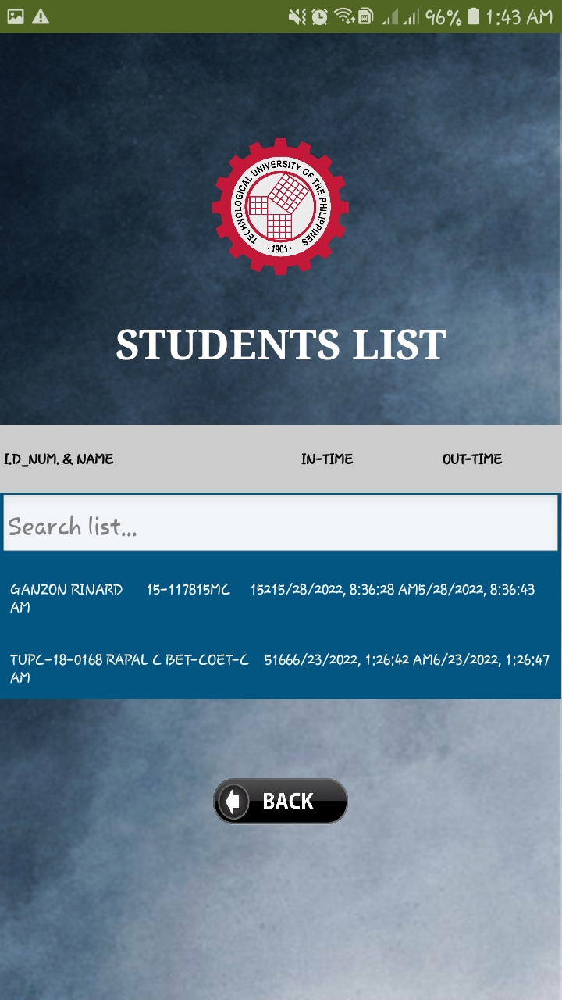 96% 1:43 AM
TECHNOLOGICAL UNIVERSITY OF THE PHILIPPINES
· 1901 ·
STUDENTS LIST
I.D_NUM. & NAME IN-TIME OUT-TIME
Search list...
GANZON RINARD 15-117815MC 15215/28/2022, 8:36:28 AM5/28/2022, 8:36:43
AM
TUPC-18-0168 RAPAL C BET-COET-C 51666/23/2022, 1:26:42 AM6/23/2022, 1:26:47
AM
BACK